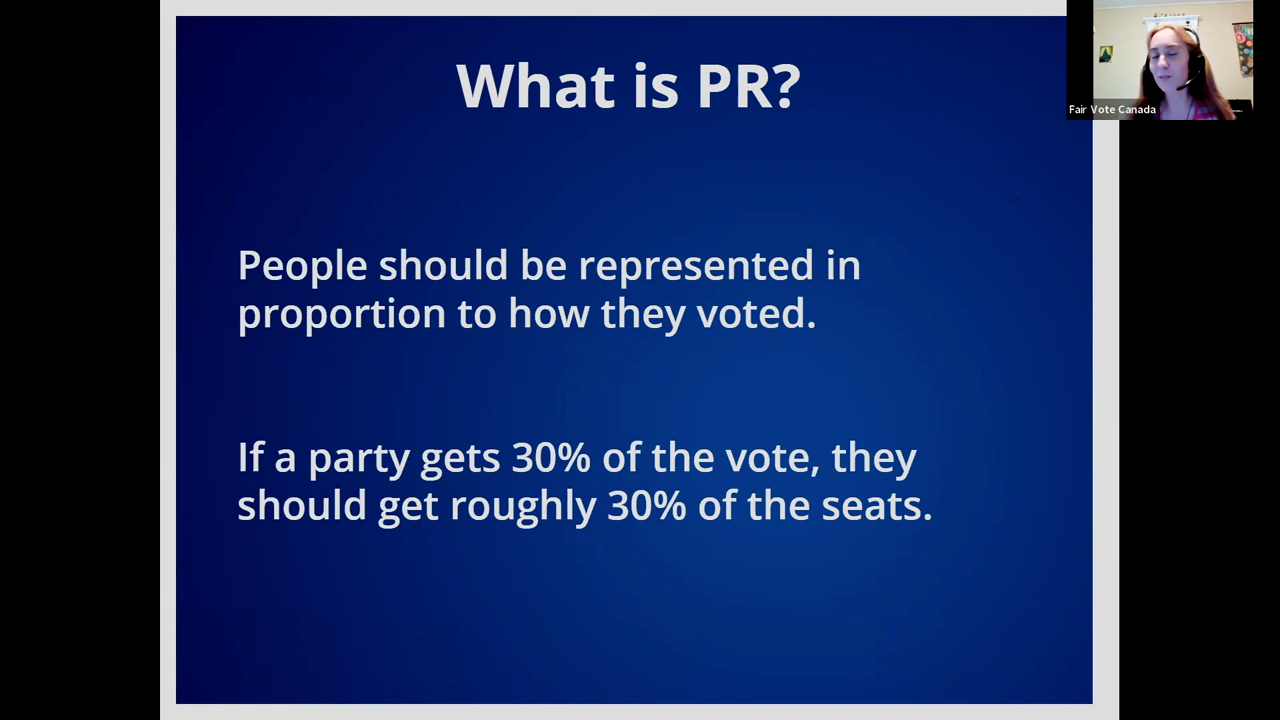 What is PR?
Fair Vote Canada
People should be represented in
proportion to how they voted.
If a party gets 30% of the vote, they
should get roughly 30% of the seats.